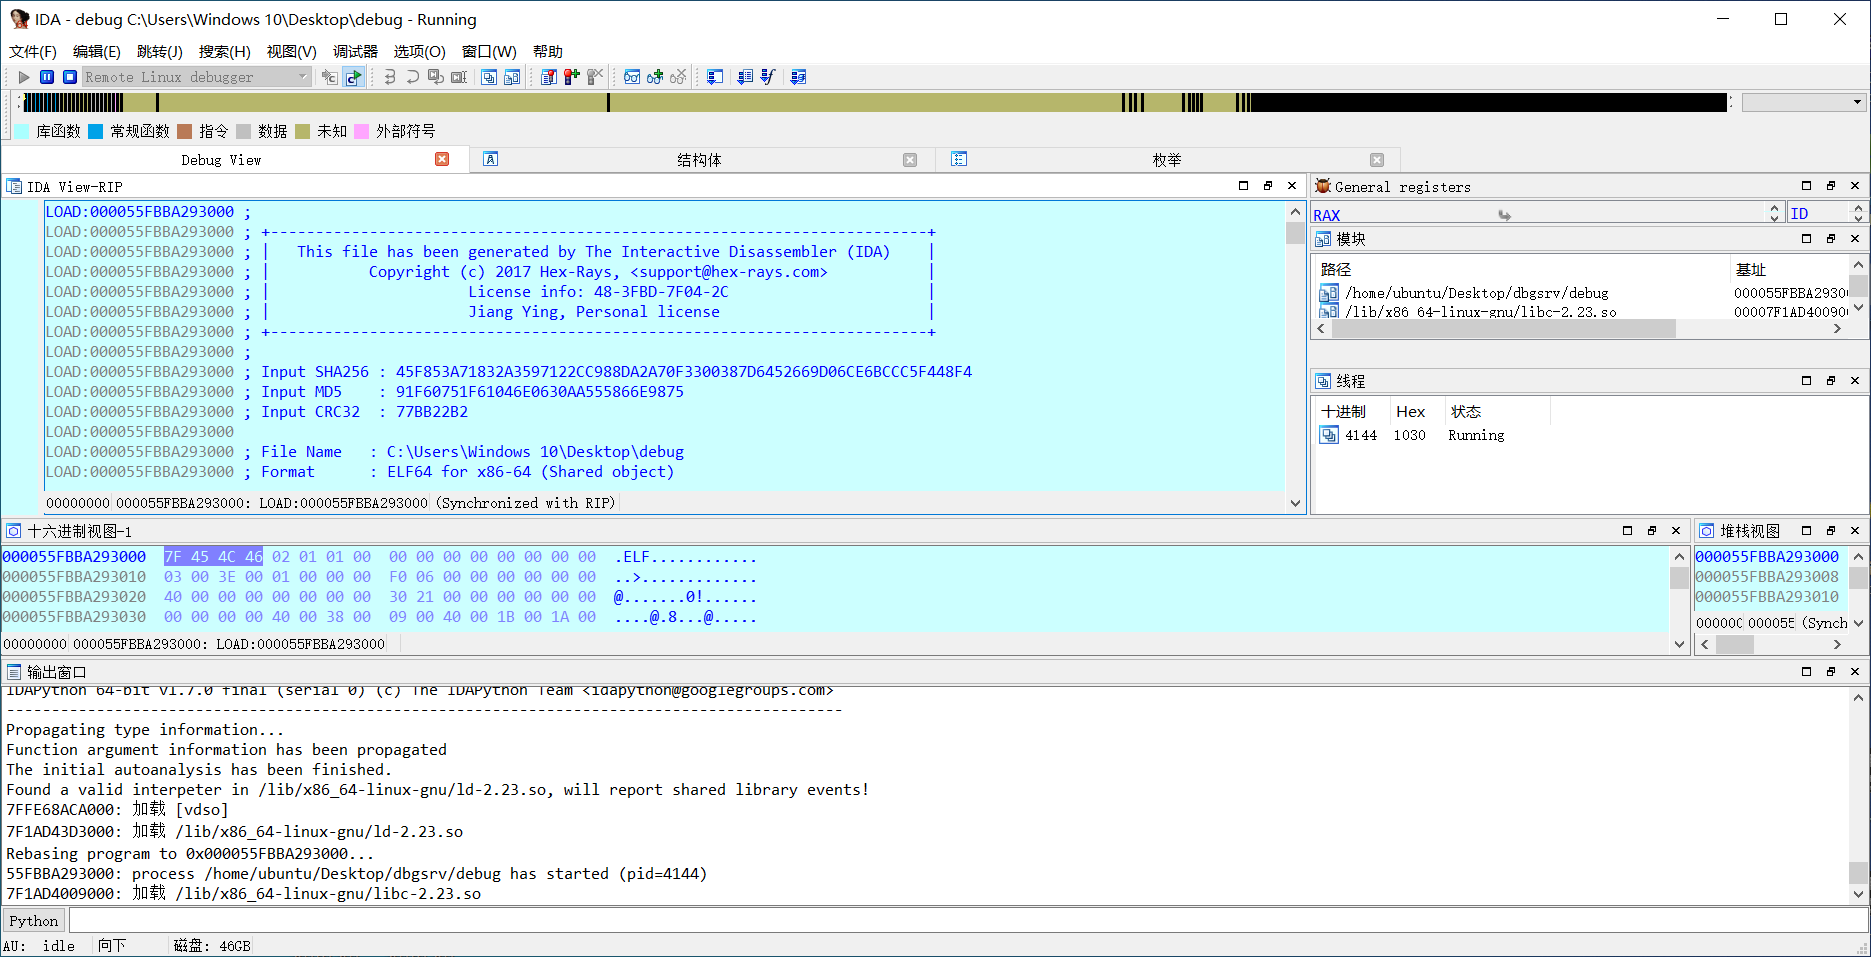 IDA - debug C:\Users\Windows 10\Desktop\debug - Running
文件(F) 编辑(E) 跳转(J) 搜索(H) 视图(V) 调试器 选项(O) 窗口(W) 帮助
Remote Linux debugger
库函数 常规函数 指令 数据 未知 外部符号
Debug View 结构体 枚举
IDA View-RIP
LOAD:000055FBBA293000 ;
LOAD:000055FBBA293000 ; +-------------------------------------------------------------------------+
LOAD:000055FBBA293000 ; | This file has been generated by The Interactive Disassembler (IDA) |
LOAD:000055FBBA293000 ; | Copyright (c) 2017 Hex-Rays, <support@hex-rays.com> |
LOAD:000055FBBA293000 ; | License info: 48-3FBD-7F04-2C |
LOAD:000055FBBA293000 ; | Jiang Ying, Personal license |
LOAD:000055FBBA293000 ; +-------------------------------------------------------------------------+
LOAD:000055FBBA293000 ;
LOAD:000055FBBA293000 ; Input SHA256 : 45F853A71832A3597122CC988DA2A70F3300387D6452669D06CE6BCCC5F448F4
LOAD:000055FBBA293000 ; Input MD5 : 91F60751F61046E0630AA555866E9875
LOAD:000055FBBA293000 ; Input CRC32 : 77BB22B2
LOAD:000055FBBA293000
LOAD:000055FBBA293000 ; File Name : C:\Users\Windows 10\Desktop\debug
LOAD:000055FBBA293000 ; Format : ELF64 for x86-64 (Shared object)
00000000 000055FBBA293000: LOAD:000055FBBA293000 (Synchronized with RIP)
General registers
RAX ID
模块
路径 基址
/home/ubuntu/Desktop/dbgsrv/debug 000055FBBA2930
/lib/x86_64-linux-gnu/libc-2.23.so 00007F1AD40090
线程
十进制 Hex 状态
4144 1030 Running
十六进制视图-1
000055FBBA293000 7F 45 4C 46 02 01 01 00 00 00 00 00 00 00 00 00 .ELF............
000055FBBA293010 03 00 3E 00 01 00 00 00 F0 06 00 00 00 00 00 00 ..>.............
000055FBBA293020 40 00 00 00 00 00 00 00 30 21 00 00 00 00 00 00 @.......0!......
000055FBBA293030 00 00 00 00 40 00 38 00 09 00 40 00 1B 00 1A 00 ....@.8...@.....
00000000 000055FBBA293000: LOAD:000055FBBA293000
堆栈视图
000055FBBA293000
000055FBBA293008
000055FBBA293010
00000 000055 (Synch
输出窗口
IDAPython 64-bit v1.7.0 final (serial 0) (c) The IDAPython Team <idapython@googlegroups.com>
---------------------------------------------------------------------------------------------
Propagating type information...
Function argument information has been propagated
The initial autoanalysis has been finished.
Found a valid interpeter in /lib/x86_64-linux-gnu/ld-2.23.so, will report shared library events!
7FFE68ACA000: 加载 [vdso]
7F1AD43D3000: 加载 /lib/x86_64-linux-gnu/ld-2.23.so
Rebasing program to 0x000055FBBA293000...
55FBBA293000: process /home/ubuntu/Desktop/dbgsrv/debug has started (pid=4144)
7F1AD4009000: 加载 /lib/x86_64-linux-gnu/libc-2.23.so
Python
AU: idle 向下 磁盘: 46GB